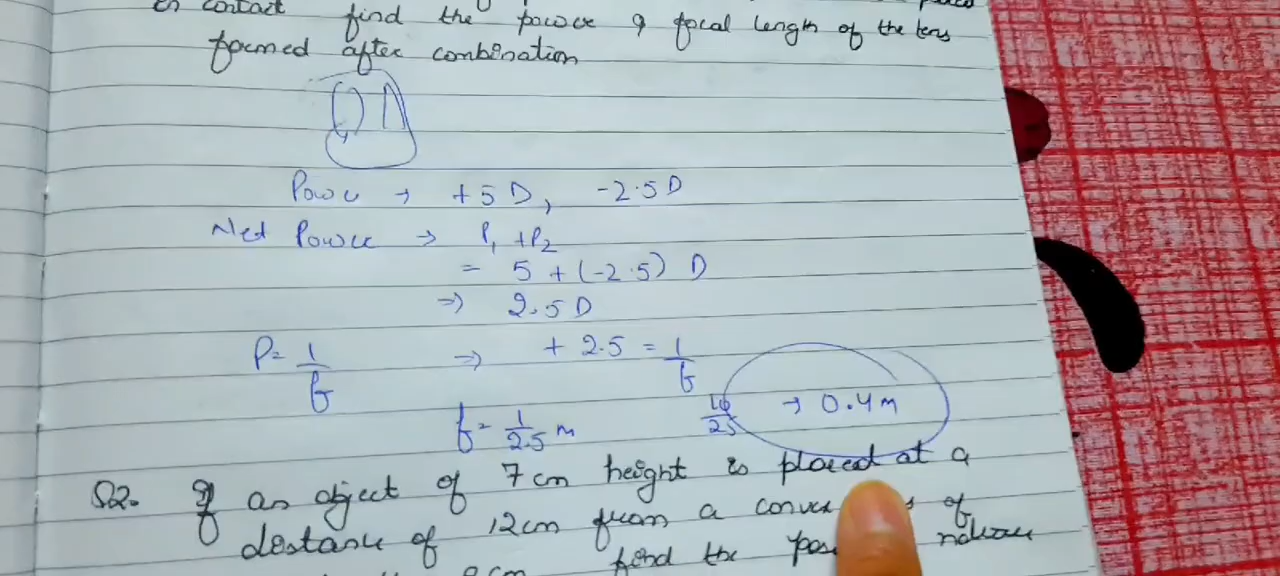 in contact find the power & focal length of the lens
formed after combination
Power → +5 D, -2.5 D
Net Power → P1 + P2
= 5 + (-2.5) D
⇒ 2.5 D
P = 1/f ⇒ + 2.5 = 1/f
f = 1/2.5 m 10/25 → 0.4 m
Q2. If an object of 7 cm height is placed at a
distance of 12 cm from a convex of
cm find the